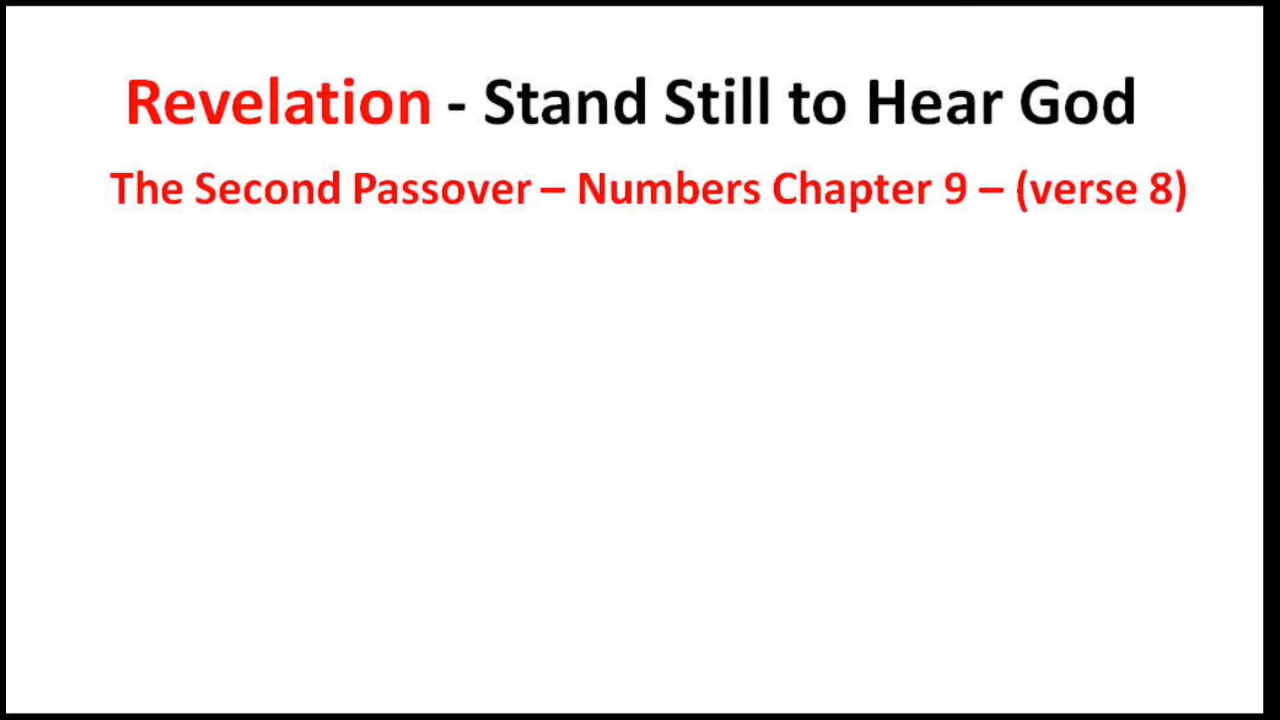 Revelation - Stand Still to Hear God
The Second Passover – Numbers Chapter 9 – (verse 8)